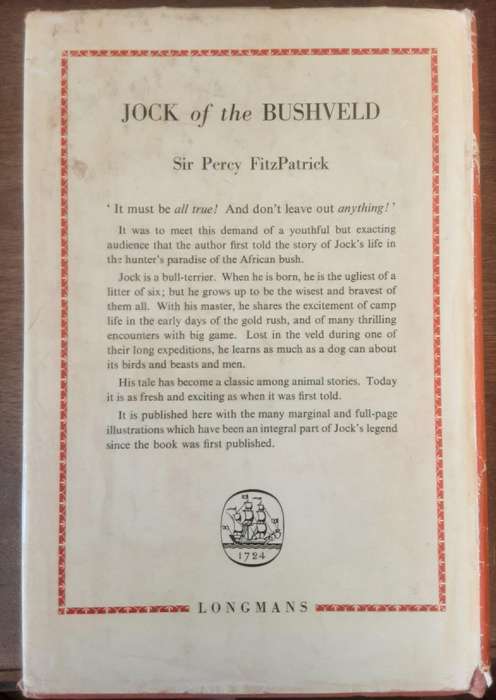 JOCK of the BUSHVELD
Sir Percy FitzPatrick
‘It must be all true! And don't leave out anything!’
It was to meet this demand of a youthful but exacting
audience that the author first told the story of Jock's life in
the hunter's paradise of the African bush.
Jock is a bull-terrier. When he is born, he is the ugliest of a
litter of six; but he grows up to be the wisest and bravest of
them all. With his master, he shares the excitement of camp
life in the early days of the gold rush, and of many thrilling
encounters with big game. Lost in the veld during one of
their long expeditions, he learns as much as a dog can about
its birds and beasts and men.
His tale has become a classic among animal stories. Today
it is as fresh and exciting as when it was first told.
It is published here with the many marginal and full-page
illustrations which have been an integral part of Jock's legend
since the book was first published.
1724
LONGMANS